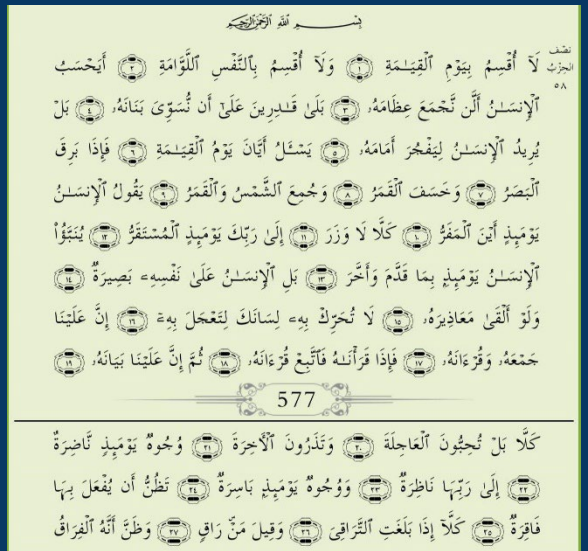 بِسْمِ ٱللَّهِ ٱلرَّحْمَـٰنِ ٱلرَّحِيمِ
نصف
الحِزْبُ
٥٨
لَآ أُقْسِمُ بِيَوْمِ ٱلْقِيَـٰمَةِ ۝١ وَلَآ أُقْسِمُ بِٱلنَّفْسِ ٱللَّوَّامَةِ ۝٢ أَيَحْسَبُ
ٱلْإِنسَـٰنُ أَلَّن نَّجْمَعَ عِظَامَهُۥ ۝٣ بَلَىٰ قَـٰدِرِينَ عَلَىٰٓ أَن نُّسَوِّىَ بَنَانَهُۥ ۝٤ بَلْ
يُرِيدُ ٱلْإِنسَـٰنُ لِيَفْجُرَ أَمَامَهُۥ ۝٥ يَسْـَٔلُ أَيَّانَ يَوْمُ ٱلْقِيَـٰمَةِ ۝٦ فَإِذَا بَرِقَ
ٱلْبَصَرُ ۝٧ وَخَسَفَ ٱلْقَمَرُ ۝٨ وَجُمِعَ ٱلشَّمْسُ وَٱلْقَمَرُ ۝٩ يَقُولُ ٱلْإِنسَـٰنُ
يَوْمَئِذٍ أَيْنَ ٱلْمَفَرُّ ۝١٠ كَلَّا لَا وَزَرَ ۝١١ إِلَىٰ رَبِّكَ يَوْمَئِذٍ ٱلْمُسْتَقَرُّ ۝١٢ يُنَبَّؤُا۟
ٱلْإِنسَـٰنُ يَوْمَئِذٍۭ بِمَا قَدَّمَ وَأَخَّرَ ۝١٣ بَلِ ٱلْإِنسَـٰنُ عَلَىٰ نَفْسِهِۦ بَصِيرَةٌ ۝١٤
وَلَوْ أَلْقَىٰ مَعَاذِيرَهُۥ ۝١٥ لَا تُحَرِّكْ بِهِۦ لِسَانَكَ لِتَعْجَلَ بِهِۦٓ ۝١٦ إِنَّ عَلَيْنَا
جَمْعَهُۥ وَقُرْءَانَهُۥ ۝١٧ فَإِذَا قَرَأْنَـٰهُ فَٱتَّبِعْ قُرْءَانَهُۥ ۝١٨ ثُمَّ إِنَّ عَلَيْنَا بَيَانَهُۥ ۝١٩
577
كَلَّا بَلْ تُحِبُّونَ ٱلْعَاجِلَةَ ۝٢٠ وَتَذَرُونَ ٱلْـَٔاخِرَةَ ۝٢١ وُجُوهٌ يَوْمَئِذٍ نَّاضِرَةٌ
۝٢٢ إِلَىٰ رَبِّهَا نَاظِرَةٌ ۝٢٣ وَوُجُوهٌ يَوْمَئِذٍۭ بَاسِرَةٌ ۝٢٤ تَظُنُّ أَن يُفْعَلَ بِهَا
فَاقِرَةٌ ۝٢٥ كَلَّآ إِذَا بَلَغَتِ ٱلتَّرَاقِىَ ۝٢٦ وَقِيلَ مَنْ رَاقٍ ۝٢٧ وَظَنَّ أَنَّهُ ٱلْفِرَاقُ